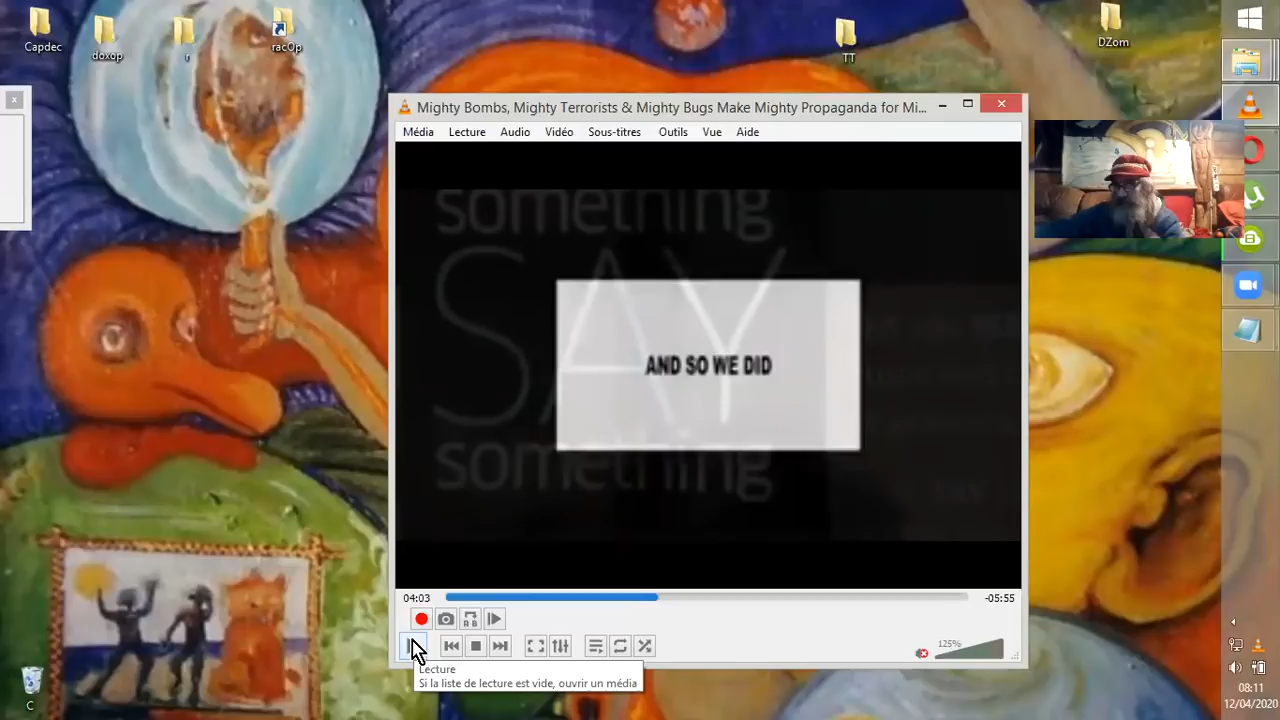 Capdec
doxop
r
racOp
TT
DZom
x
Mighty Bombs, Mighty Terrorists & Mighty Bugs Make Mighty Propaganda for Mi...
Média Lecture Audio Vidéo Sous-titres Outils Vue Aide
something
SAY
something
AND SO WE DID
04:03
-05:55
A B
125%
Lecture
Si la liste de lecture est vide, ouvrir un média
C
08:11
12/04/2020